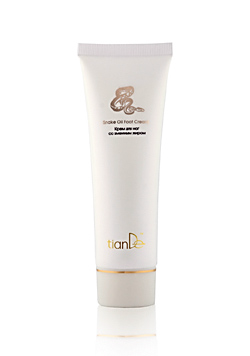 Snake Oil Foot Cream
Крем для ног
со змеиным жиром
tianDe